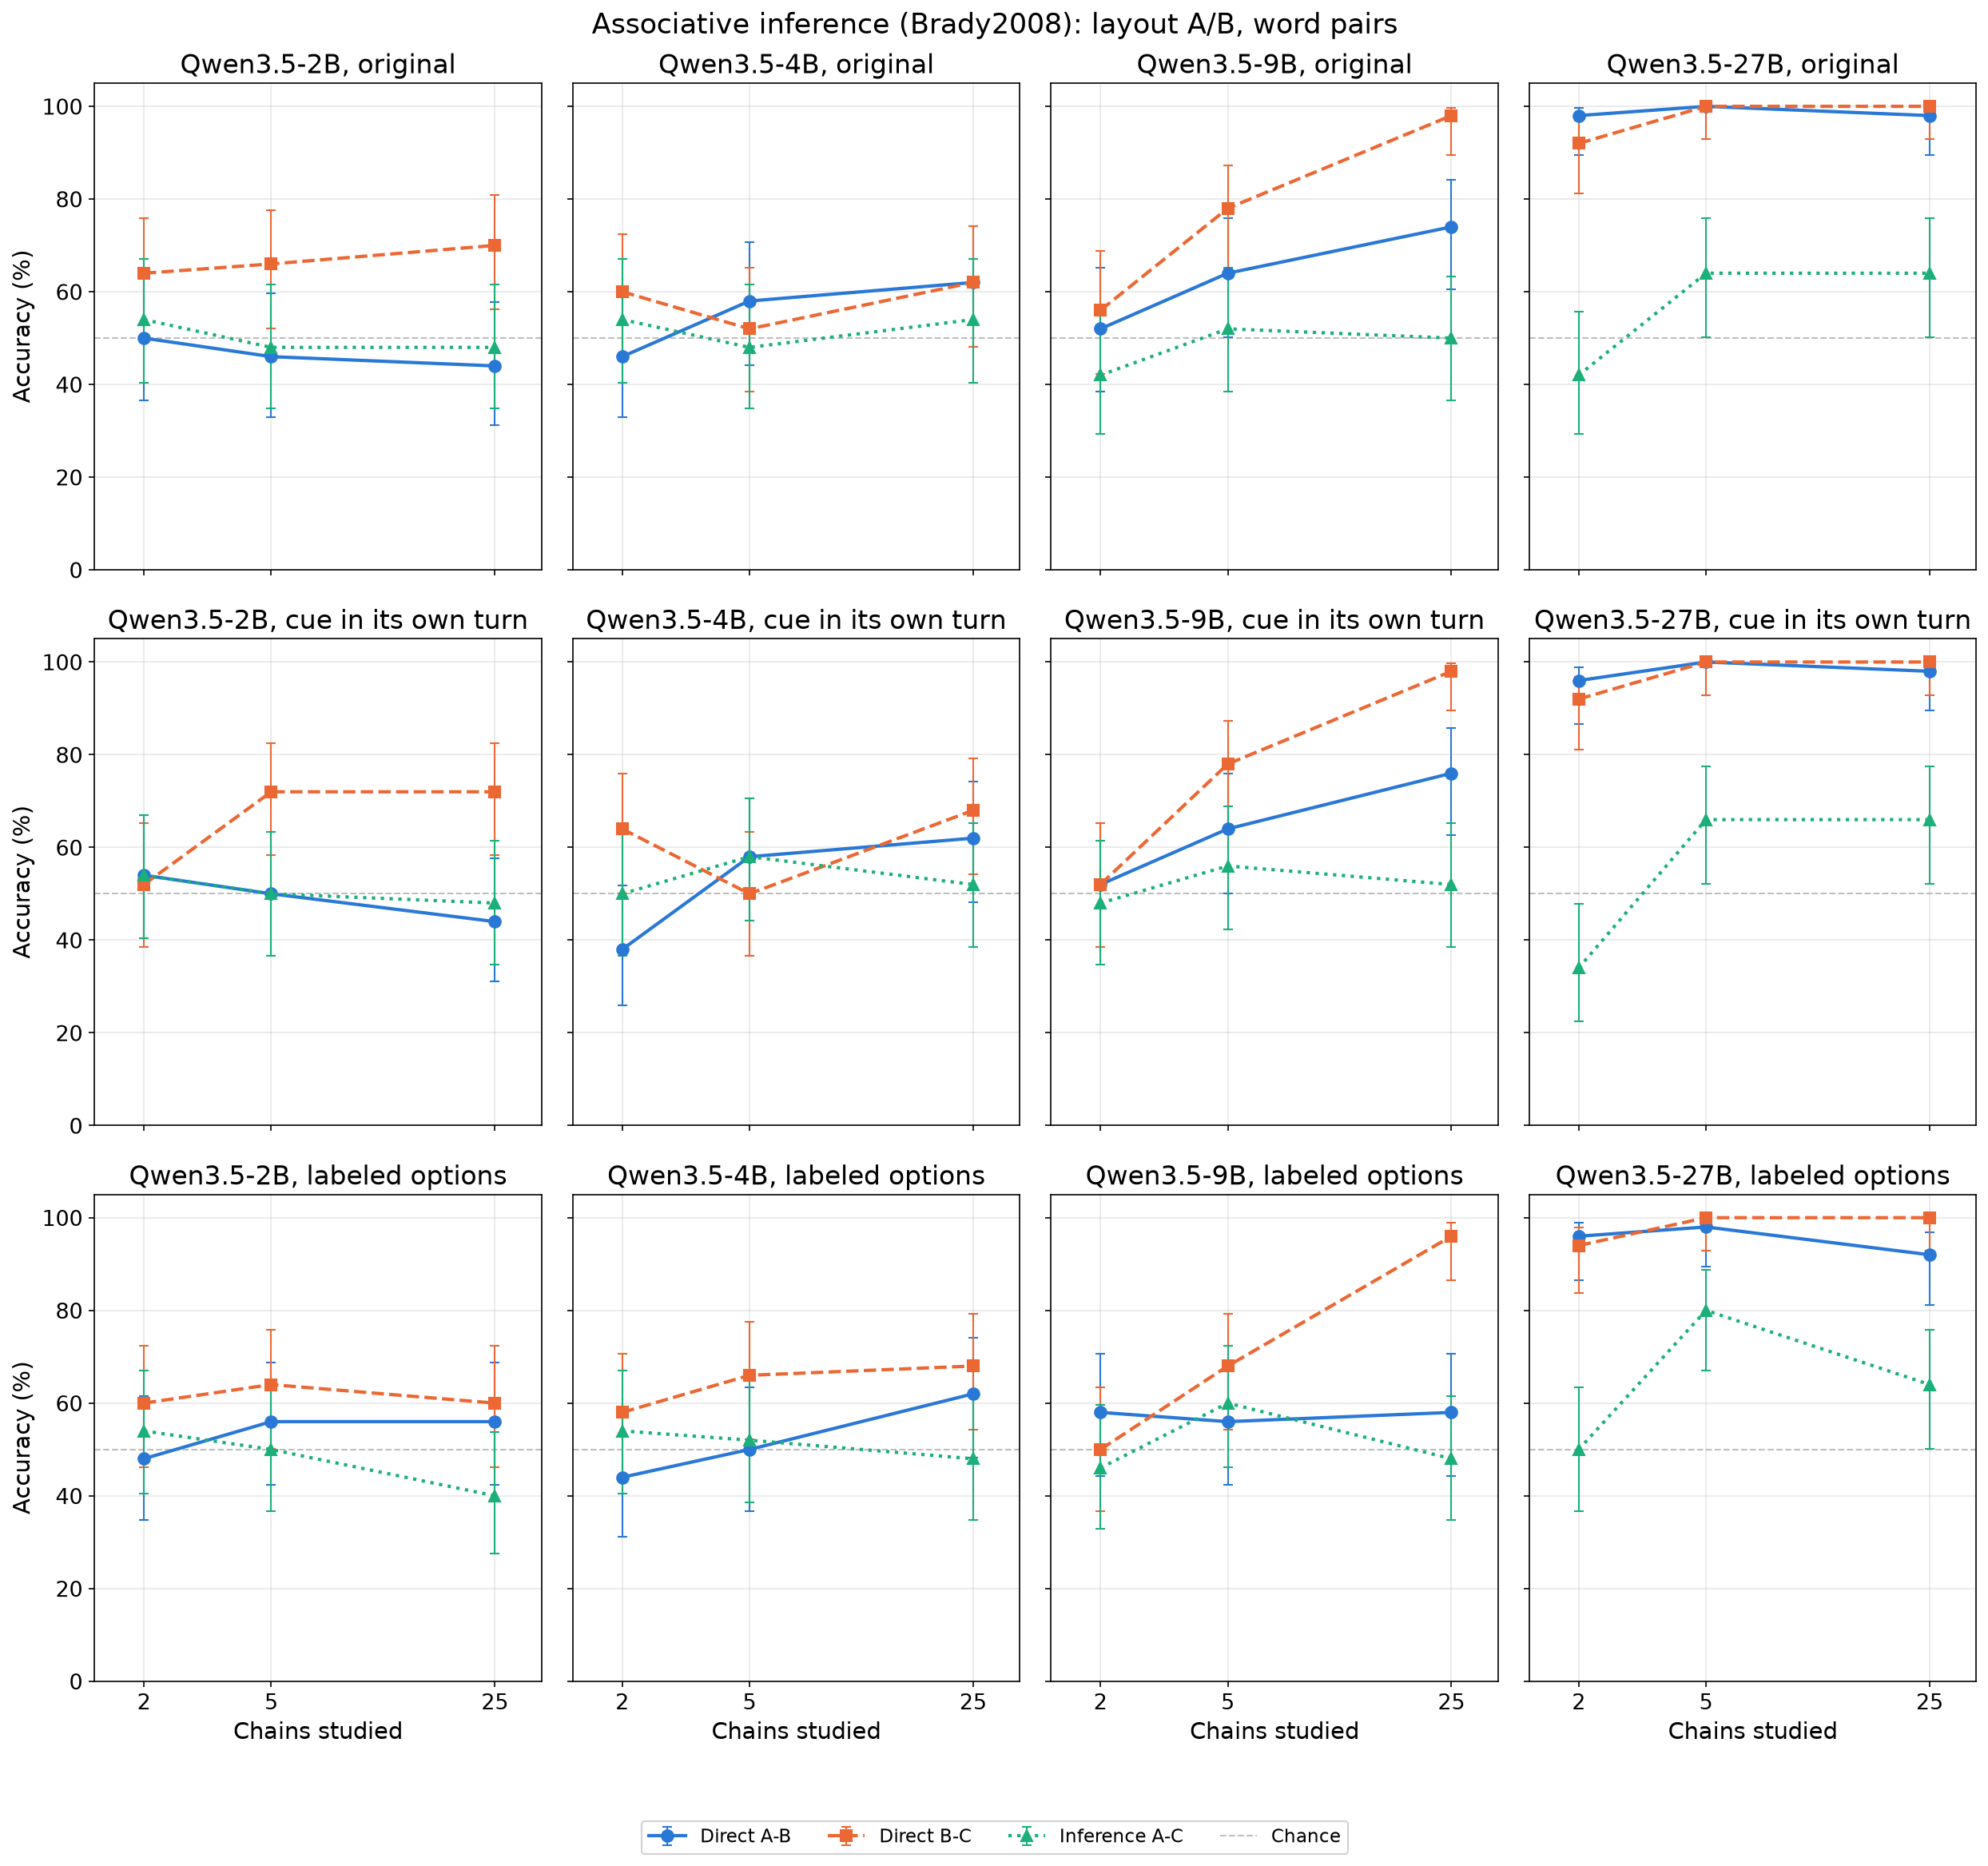 Associative inference (Brady2008): layout A/B, word pairs
Qwen3.5-2B, original
Qwen3.5-4B, original
Qwen3.5-9B, original
Qwen3.5-27B, original
Accuracy (%)
100
80
60
40
20
0
Qwen3.5-2B, cue in its own turn
Qwen3.5-4B, cue in its own turn
Qwen3.5-9B, cue in its own turn
Qwen3.5-27B, cue in its own turn
Accuracy (%)
100
80
60
40
20
0
Qwen3.5-2B, labeled options
Qwen3.5-4B, labeled options
Qwen3.5-9B, labeled options
Qwen3.5-27B, labeled options
Accuracy (%)
100
80
60
40
20
0
2 5 25
2 5 25
2 5 25
2 5 25
Chains studied
Chains studied
Chains studied
Chains studied
Direct A-B
Direct B-C
Inference A-C
Chance